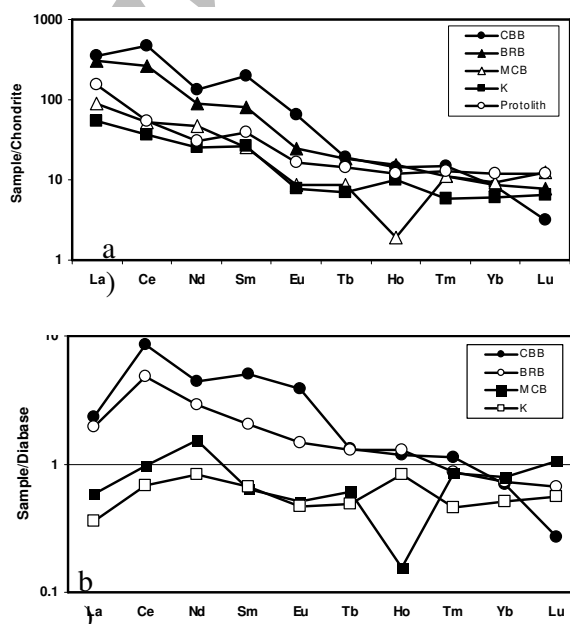 1000
100
10
1
Sample/Chondrite
CBB
BRB
MCB
K
Protolith
a
)
La Ce Nd Sm Eu Tb Ho Tm Yb Lu
10
1
0.1
Sample/Diabase
CBB
BRB
MCB
K
b
)
La Ce Nd Sm Eu Tb Ho Tm Yb Lu